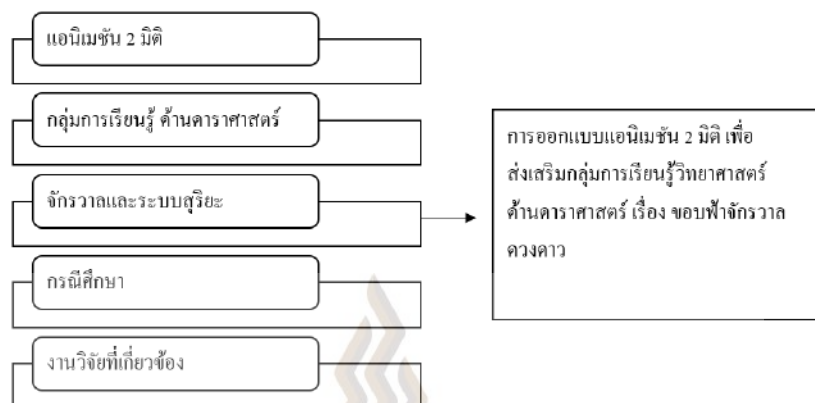 แอนิเมชัน 2 มิติ
กลุ่มการเรียนรู้ ด้านดาราศาสตร์
จักรวาลและระบบสุริยะ
กรณีศึกษา
งานวิจัยที่เกี่ยวข้อง
การออกแบบแอนิเมชัน 2 มิติ เพื่อ
ส่งเสริมกลุ่มการเรียนรู้วิทยาศาสตร์
ด้านดาราศาสตร์ เรื่อง ขอบฟ้าจักรวาล
ดวงดาว